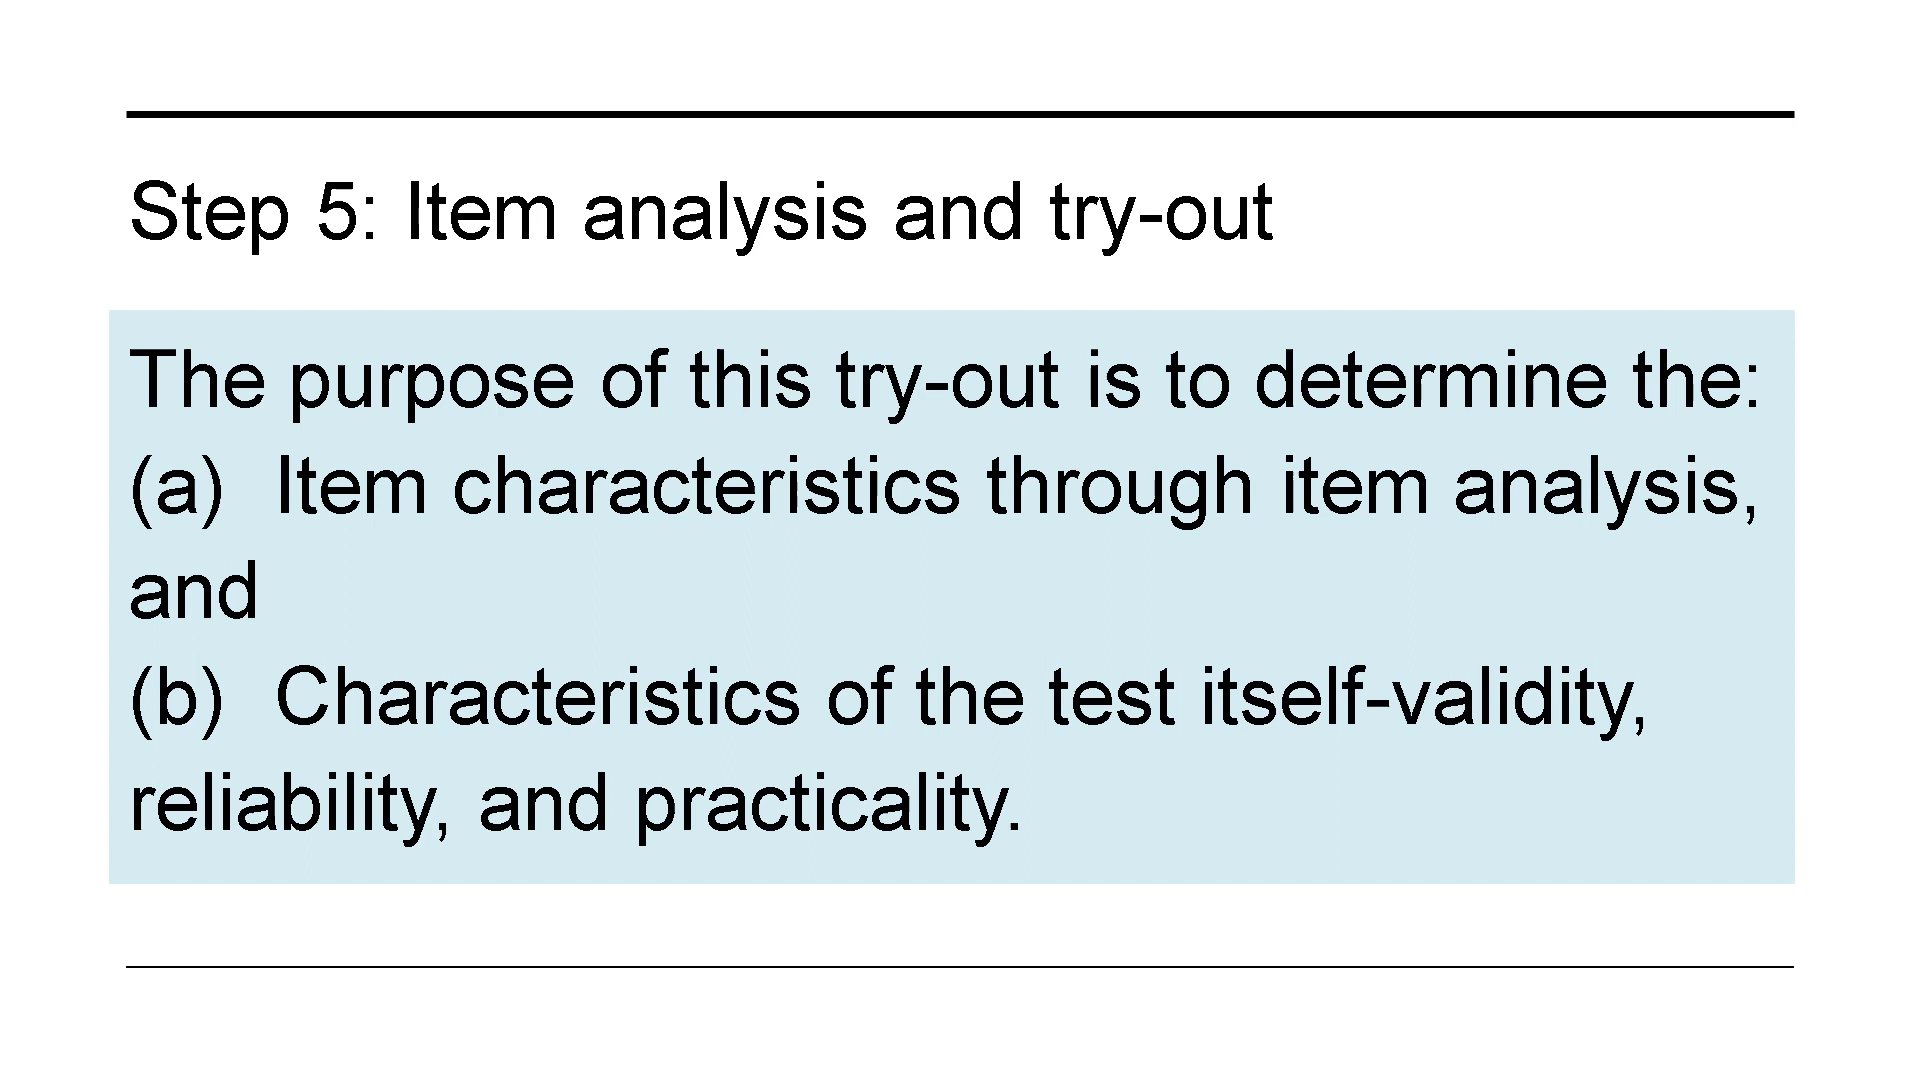 Step 5: Item analysis and try-out
The purpose of this try-out is to determine the:
(a) Item characteristics through item analysis,
and
(b) Characteristics of the test itself-validity,
reliability, and practicality.